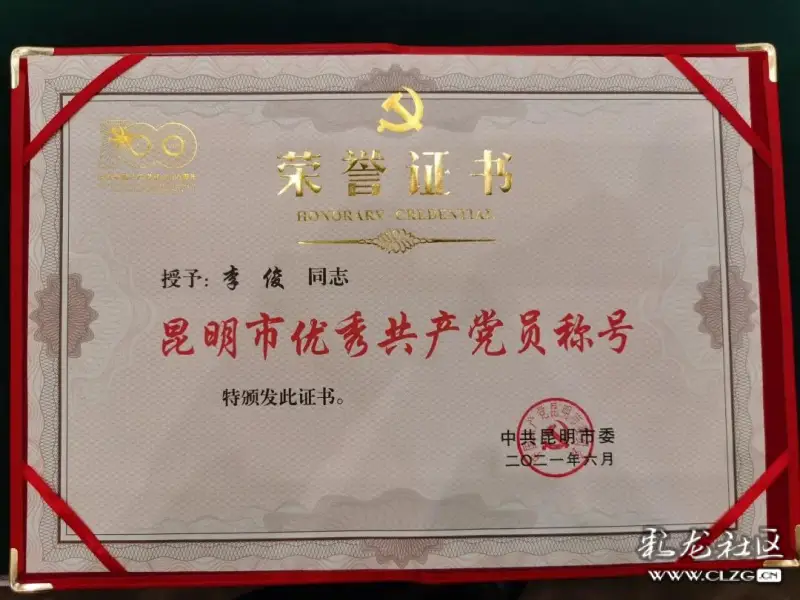 荣誉证书
HONORARY CREDENTIAL
授予：李 俊 同志
昆明市优秀共产党员称号
特颁发此证书。
中共昆明市委
二〇二一年六月
彩龙社区
WWW.CLZG.CN